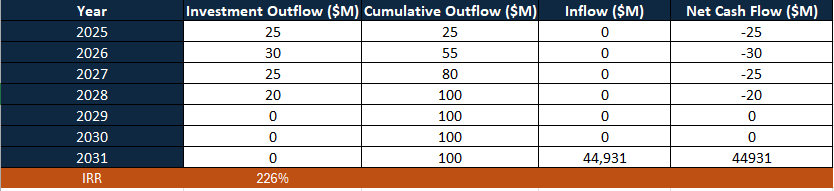 Year Investment Outflow ($M) Cumulative Outflow ($M) Inflow ($M) Net Cash Flow ($M)
2025 25 25 0 -25
2026 30 55 0 -30
2027 25 80 0 -25
2028 20 100 0 -20
2029 0 100 0 0
2030 0 100 0 0
2031 0 100 44,931 44931
IRR 226%